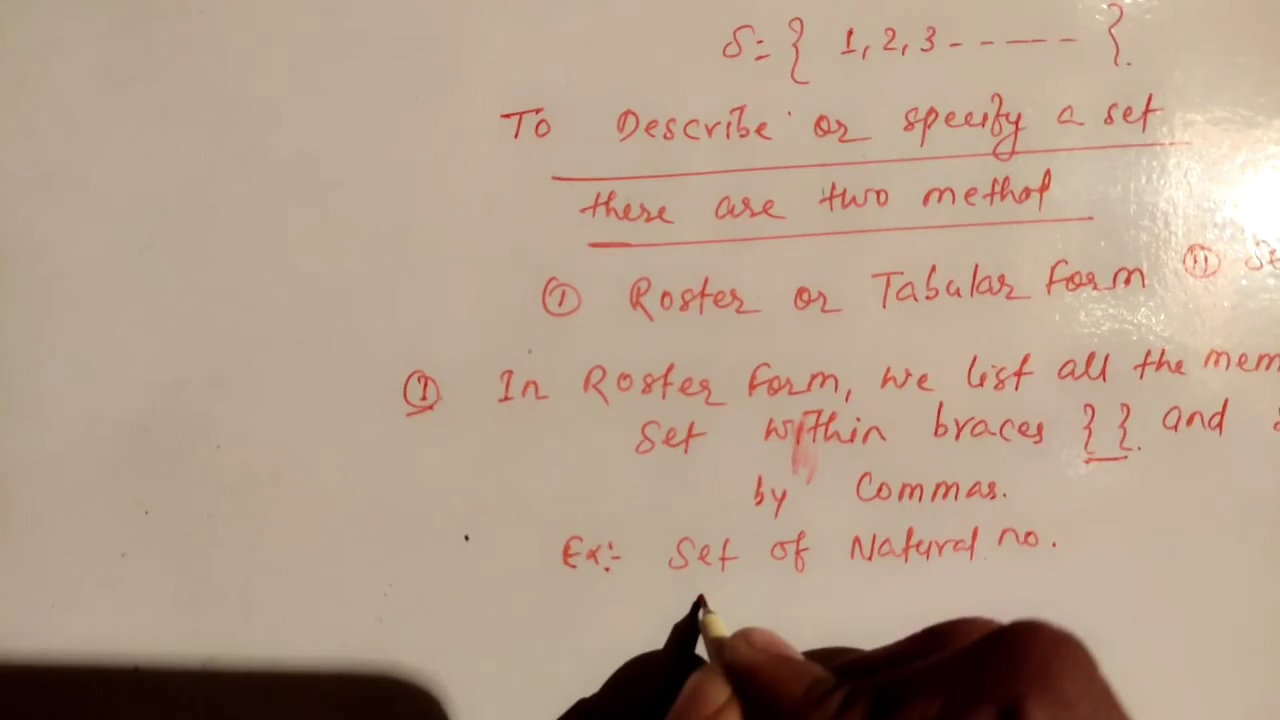 S = { 1, 2, 3 - - - - - }.
To Describe or specify a set
there are two method
① Roster or Tabular form ⑪
① In Roster form, we list all the mem
Set within braces { }. and
by Commas.
Ex:- Set of Natural no.